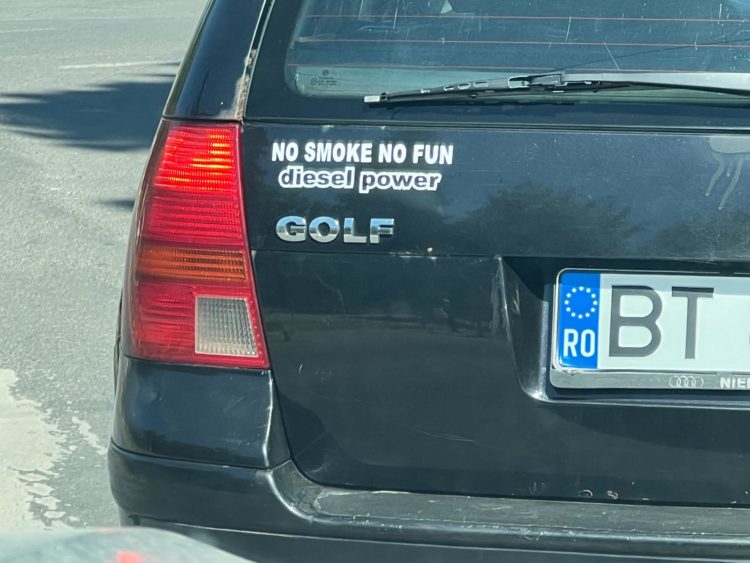 NO SMOKE NO FUN
diesel power
GOLF
RO BT